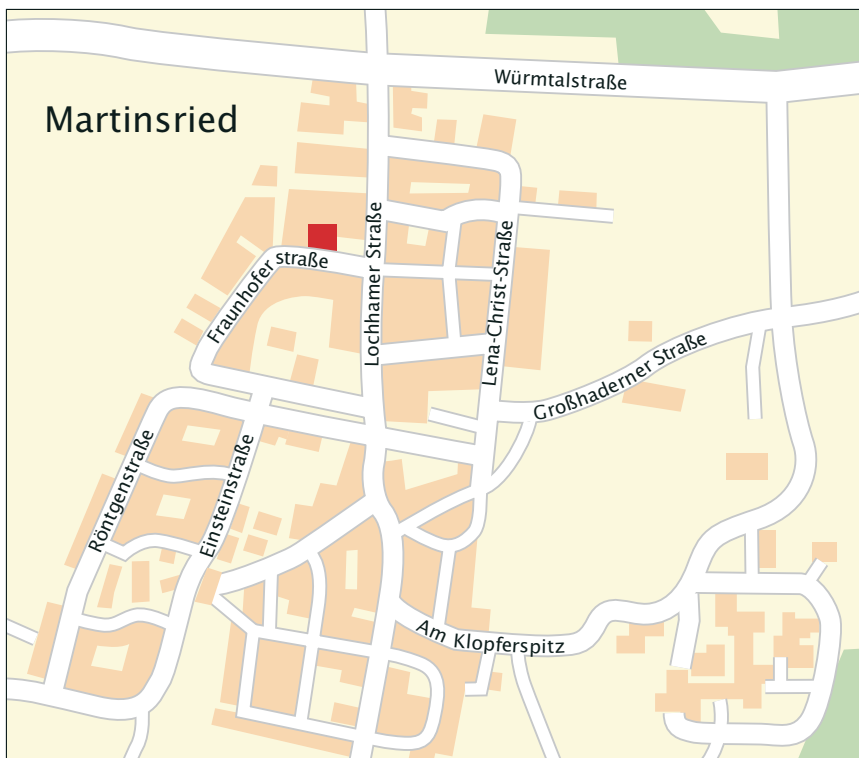 Würmtalstraße
Martinsried
Lochhamer Straße
Lena-Christ-Straße
Fraunhofer straße
Großhaderner Straße
Röntgenstraße
Einsteinstraße
Am Klopferspitz